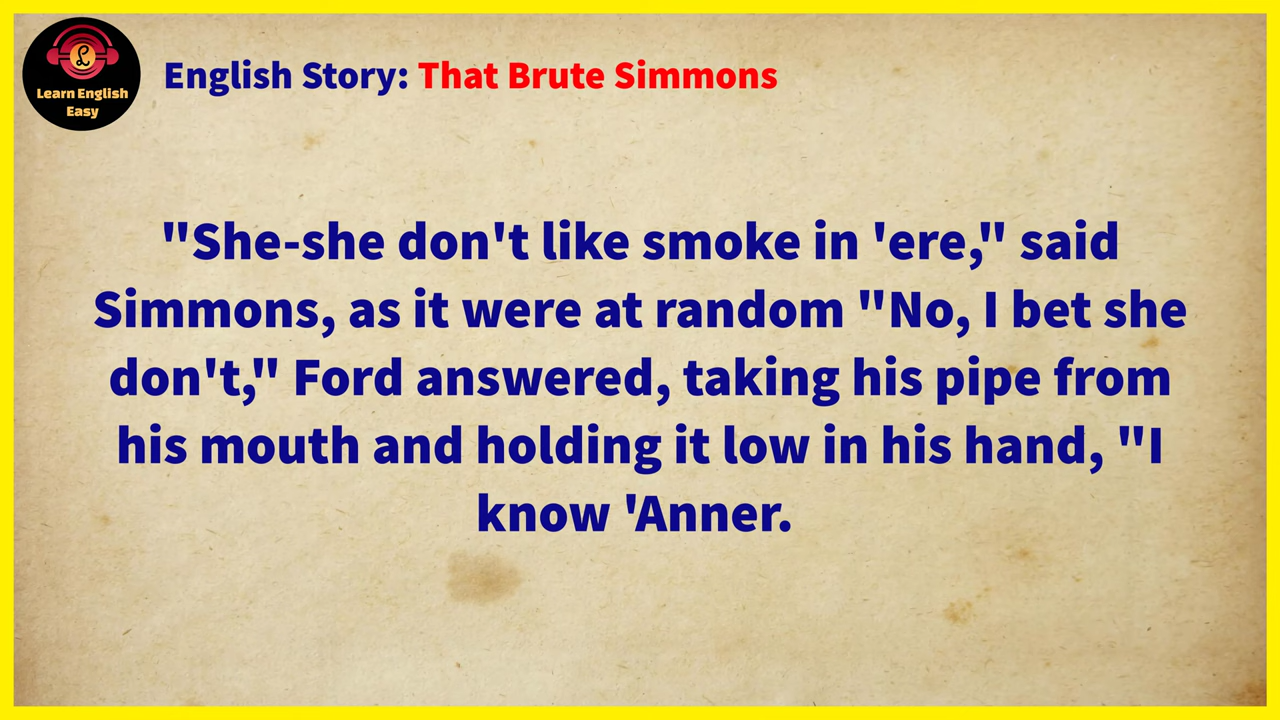 Learn English
Easy
English Story: That Brute Simmons
"She-she don't like smoke in 'ere," said
Simmons, as it were at random "No, I bet she
don't," Ford answered, taking his pipe from
his mouth and holding it low in his hand, "I
know 'Anner.